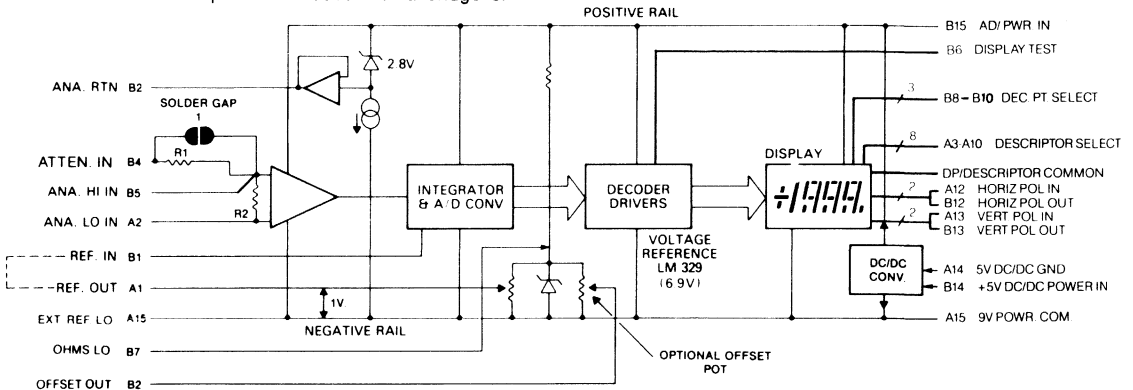 POSITIVE RAIL
B15 AD/PWR IN
B6 DISPLAY TEST
2.8V
ANA. RTN B2
SOLDER GAP
1
3
B8-B10 DEC. PT. SELECT
ATTEN. IN B4
R1
8
A3-A10 DESCRIPTOR SELECT
DISPLAY
ANA. HI IN B5
INTEGRATOR
& A/D CONV
DECODER
DRIVERS
÷1999.
DP/DESCRIPTOR COMMON
2
A12 HORIZ POL IN
B12 HORIZ POL OUT
R2
ANA. LO IN A2
2
A13 VERT POL IN
B13 VERT POL OUT
VOLTAGE
REFERENCE
LM 329
(6.9V)
REF. IN B1
DC/DC
CONV.
A14 5V DC/DC GND
B14 +5V DC/DC POWER IN
REF. OUT A1
1V.
EXT REF LO A15
NEGATIVE RAIL
A15 9V POWR. COM.
OHMS LO B7
OPTIONAL OFFSET
POT
OFFSET OUT B2